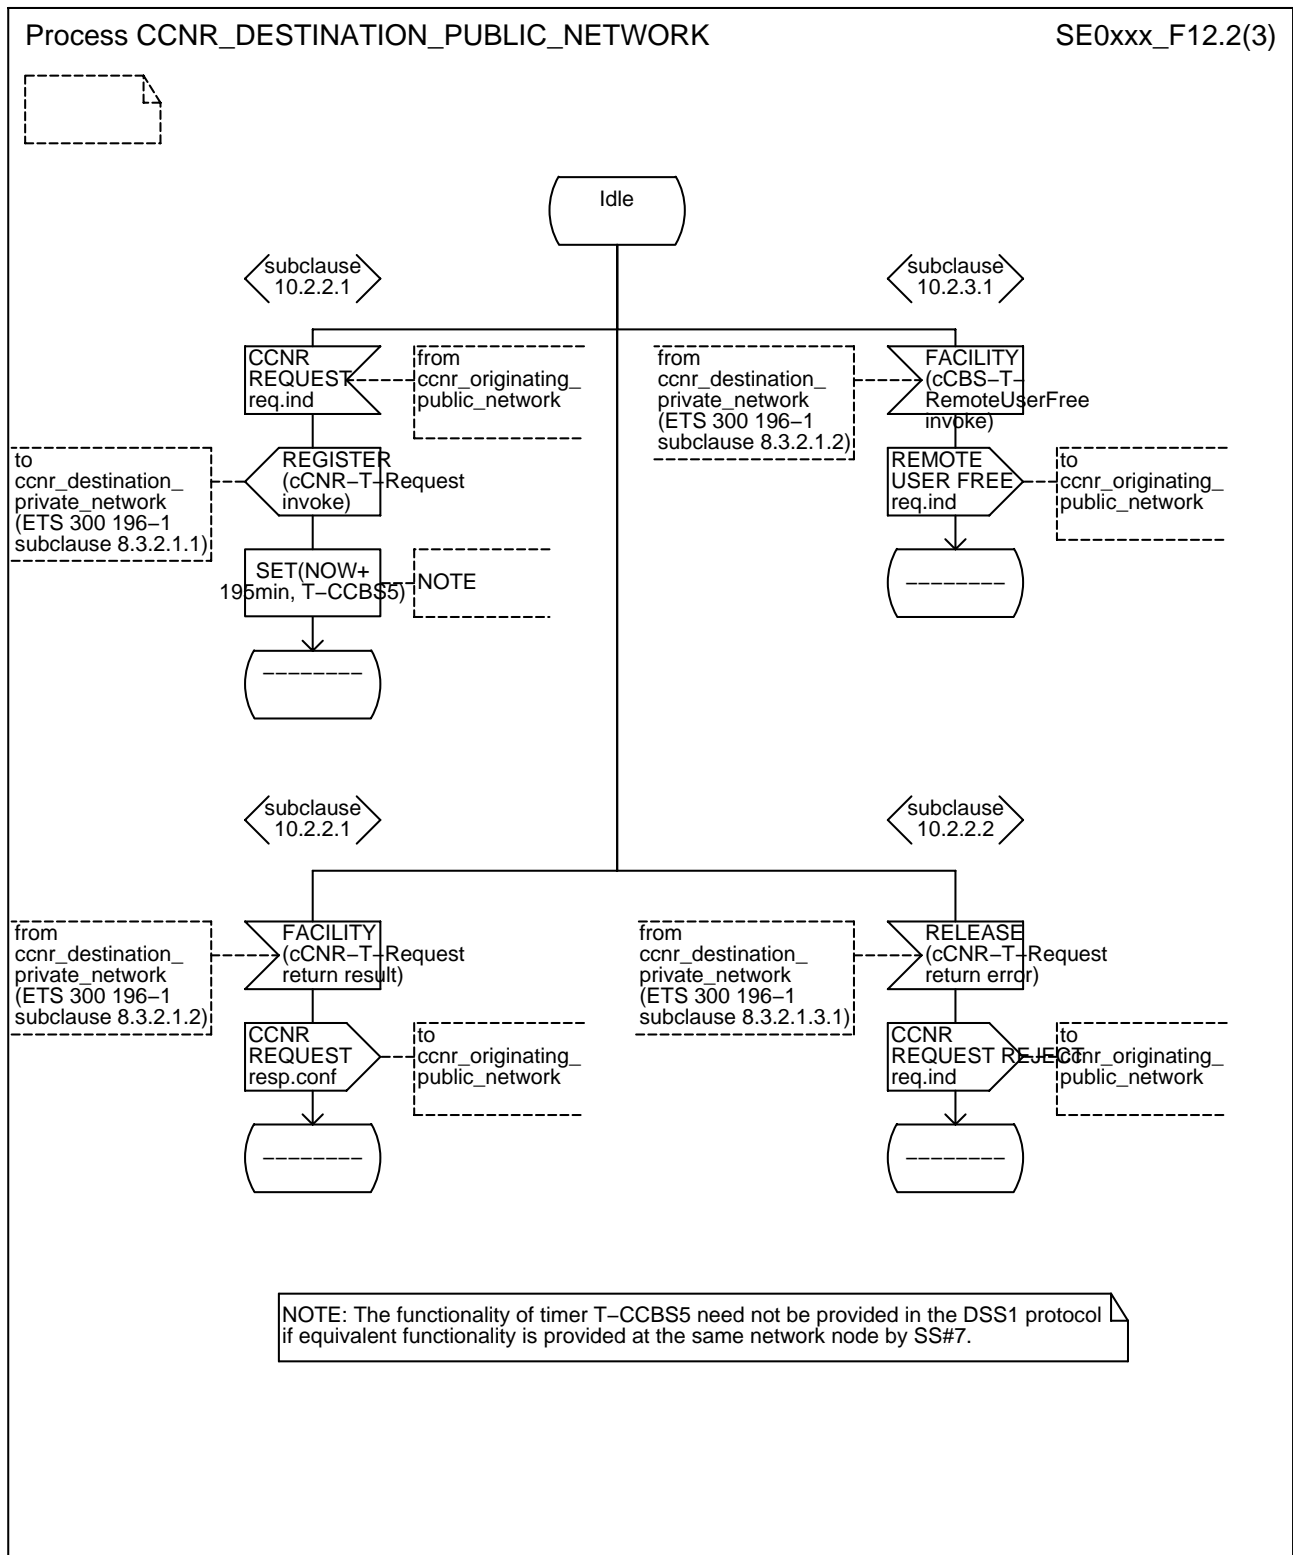 Process CCNR_DESTINATION_PUBLIC_NETWORK
SE0xxx_F12.2(3)
Idle
subclause
10.2.2.1
subclause
10.2.3.1
CCNR
REQUEST
req.ind
from
ccnr_originating_
public_network
from
ccnr_destination_
private_network
(ETS 300 196–1
subclause 8.3.2.1.2)
FACILITY
(cCBS–T–
RemoteUserFree
invoke)
to
ccnr_destination_
private_network
(ETS 300 196–1
subclause 8.3.2.1.1)
REGISTER
(cCNR–T–Request
invoke)
REMOTE
USER FREE
req.ind
to
ccnr_originating_
public_network
SET(NOW+
195min, T–CCBS5)
NOTE
––––––––
––––––––
subclause
10.2.2.1
subclause
10.2.2.2
from
ccnr_destination_
private_network
(ETS 300 196–1
subclause 8.3.2.1.2)
FACILITY
(cCNR–T–Request
return result)
from
ccnr_destination_
private_network
(ETS 300 196–1
subclause 8.3.2.1.3.1)
RELEASE
(cCNR–T–Request
return error)
CCNR
REQUEST
resp.conf
to
ccnr_originating_
public_network
CCNR
REQUEST REJECT
req.ind
to
ccnr_originating_
public_network
––––––––
––––––––
NOTE: The functionality of timer T–CCBS5 need not be provided in the DSS1 protocol
if equivalent functionality is provided at the same network node by SS#7.